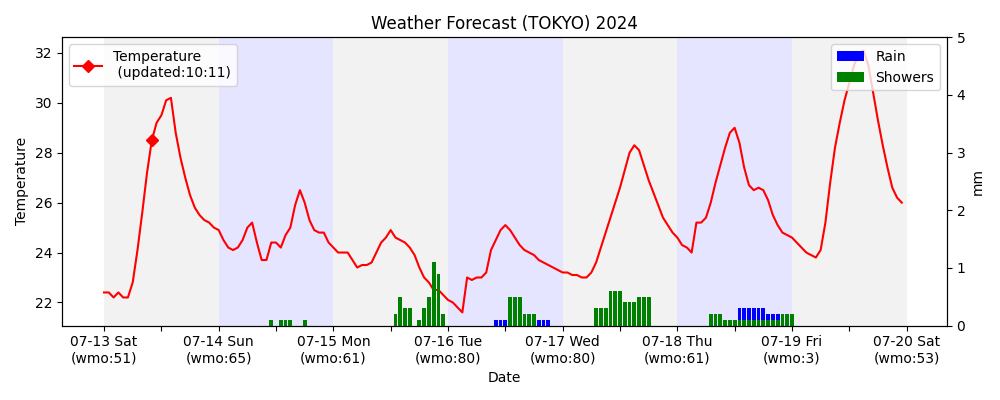 Weather Forecast (TOKYO) 2024
Temperature
(updated:10:11)
Rain
Showers
Temperature
32
30
28
26
24
22
5
4
3
2
1
0
mm
07-13 Sat
(wmo:51)
07-14 Sun
(wmo:65)
07-15 Mon
(wmo:61)
07-16 Tue
(wmo:80)
07-17 Wed
(wmo:80)
07-18 Thu
(wmo:61)
07-19 Fri
(wmo:3)
07-20 Sat
(wmo:53)
Date